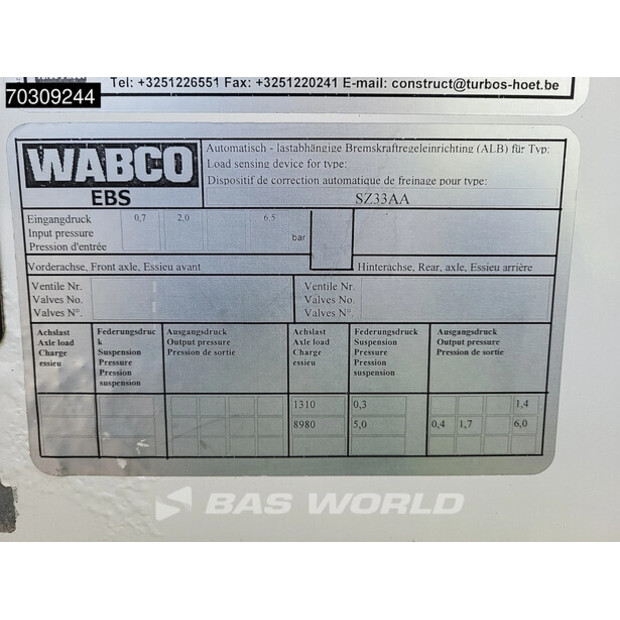 Tel: +3251226551 Fax: +3251220241 E-mail: construct@turbos-hoet.be
70309244
WABCO
EBS
Automatisch - lastabhängige Bremskraftregeleinrichting (ALB) für Typ:
Load sensing device for type:
Dispositif de correction automatique de freinage pour type:
SZ33AA
Eingangdruck 0,7 2,0 6.5
Input pressure bar
Pression d'entrée
Vorderachse, Front axle, Essieu avant Hinterachse, Rear, axle, Essieu arrière
Ventile Nr. Ventile Nr.
Valves No. Valves No.
Valves N°. Valves N°.
Achslast Federungsdruc Ausgangsdruck Achslast Federungsdruck Ausgangsdruck
Axle load k Output pressure Axle load Suspension Output pressure
Charge Suspension Pression de sortie Charge Pressure Pression de sortie
essieu Pressure essieu Pression
Pression suspension
suspension
1310 0,3 1,4
8980 5,0 0,4 1,7 6,0
BAS WORLD